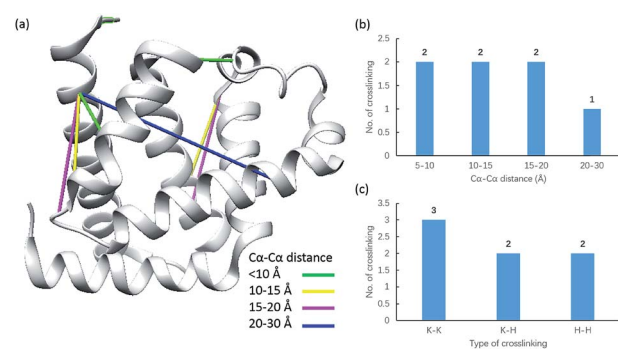 (a)
Cα-Cα distance
<10 Å
10-15 Å
15-20 Å
20-30 Å
(b)
No. of crosslinking
2.5
2
1.5
1
0.5
0
2
2
2
1
5-10
10-15
15-20
20-30
Cα-Cα distance (Å)
(c)
No. of crosslinking
3.5
3
2.5
2
1.5
1
0.5
0
3
2
2
K-K
K-H
H-H
Type of crosslinking